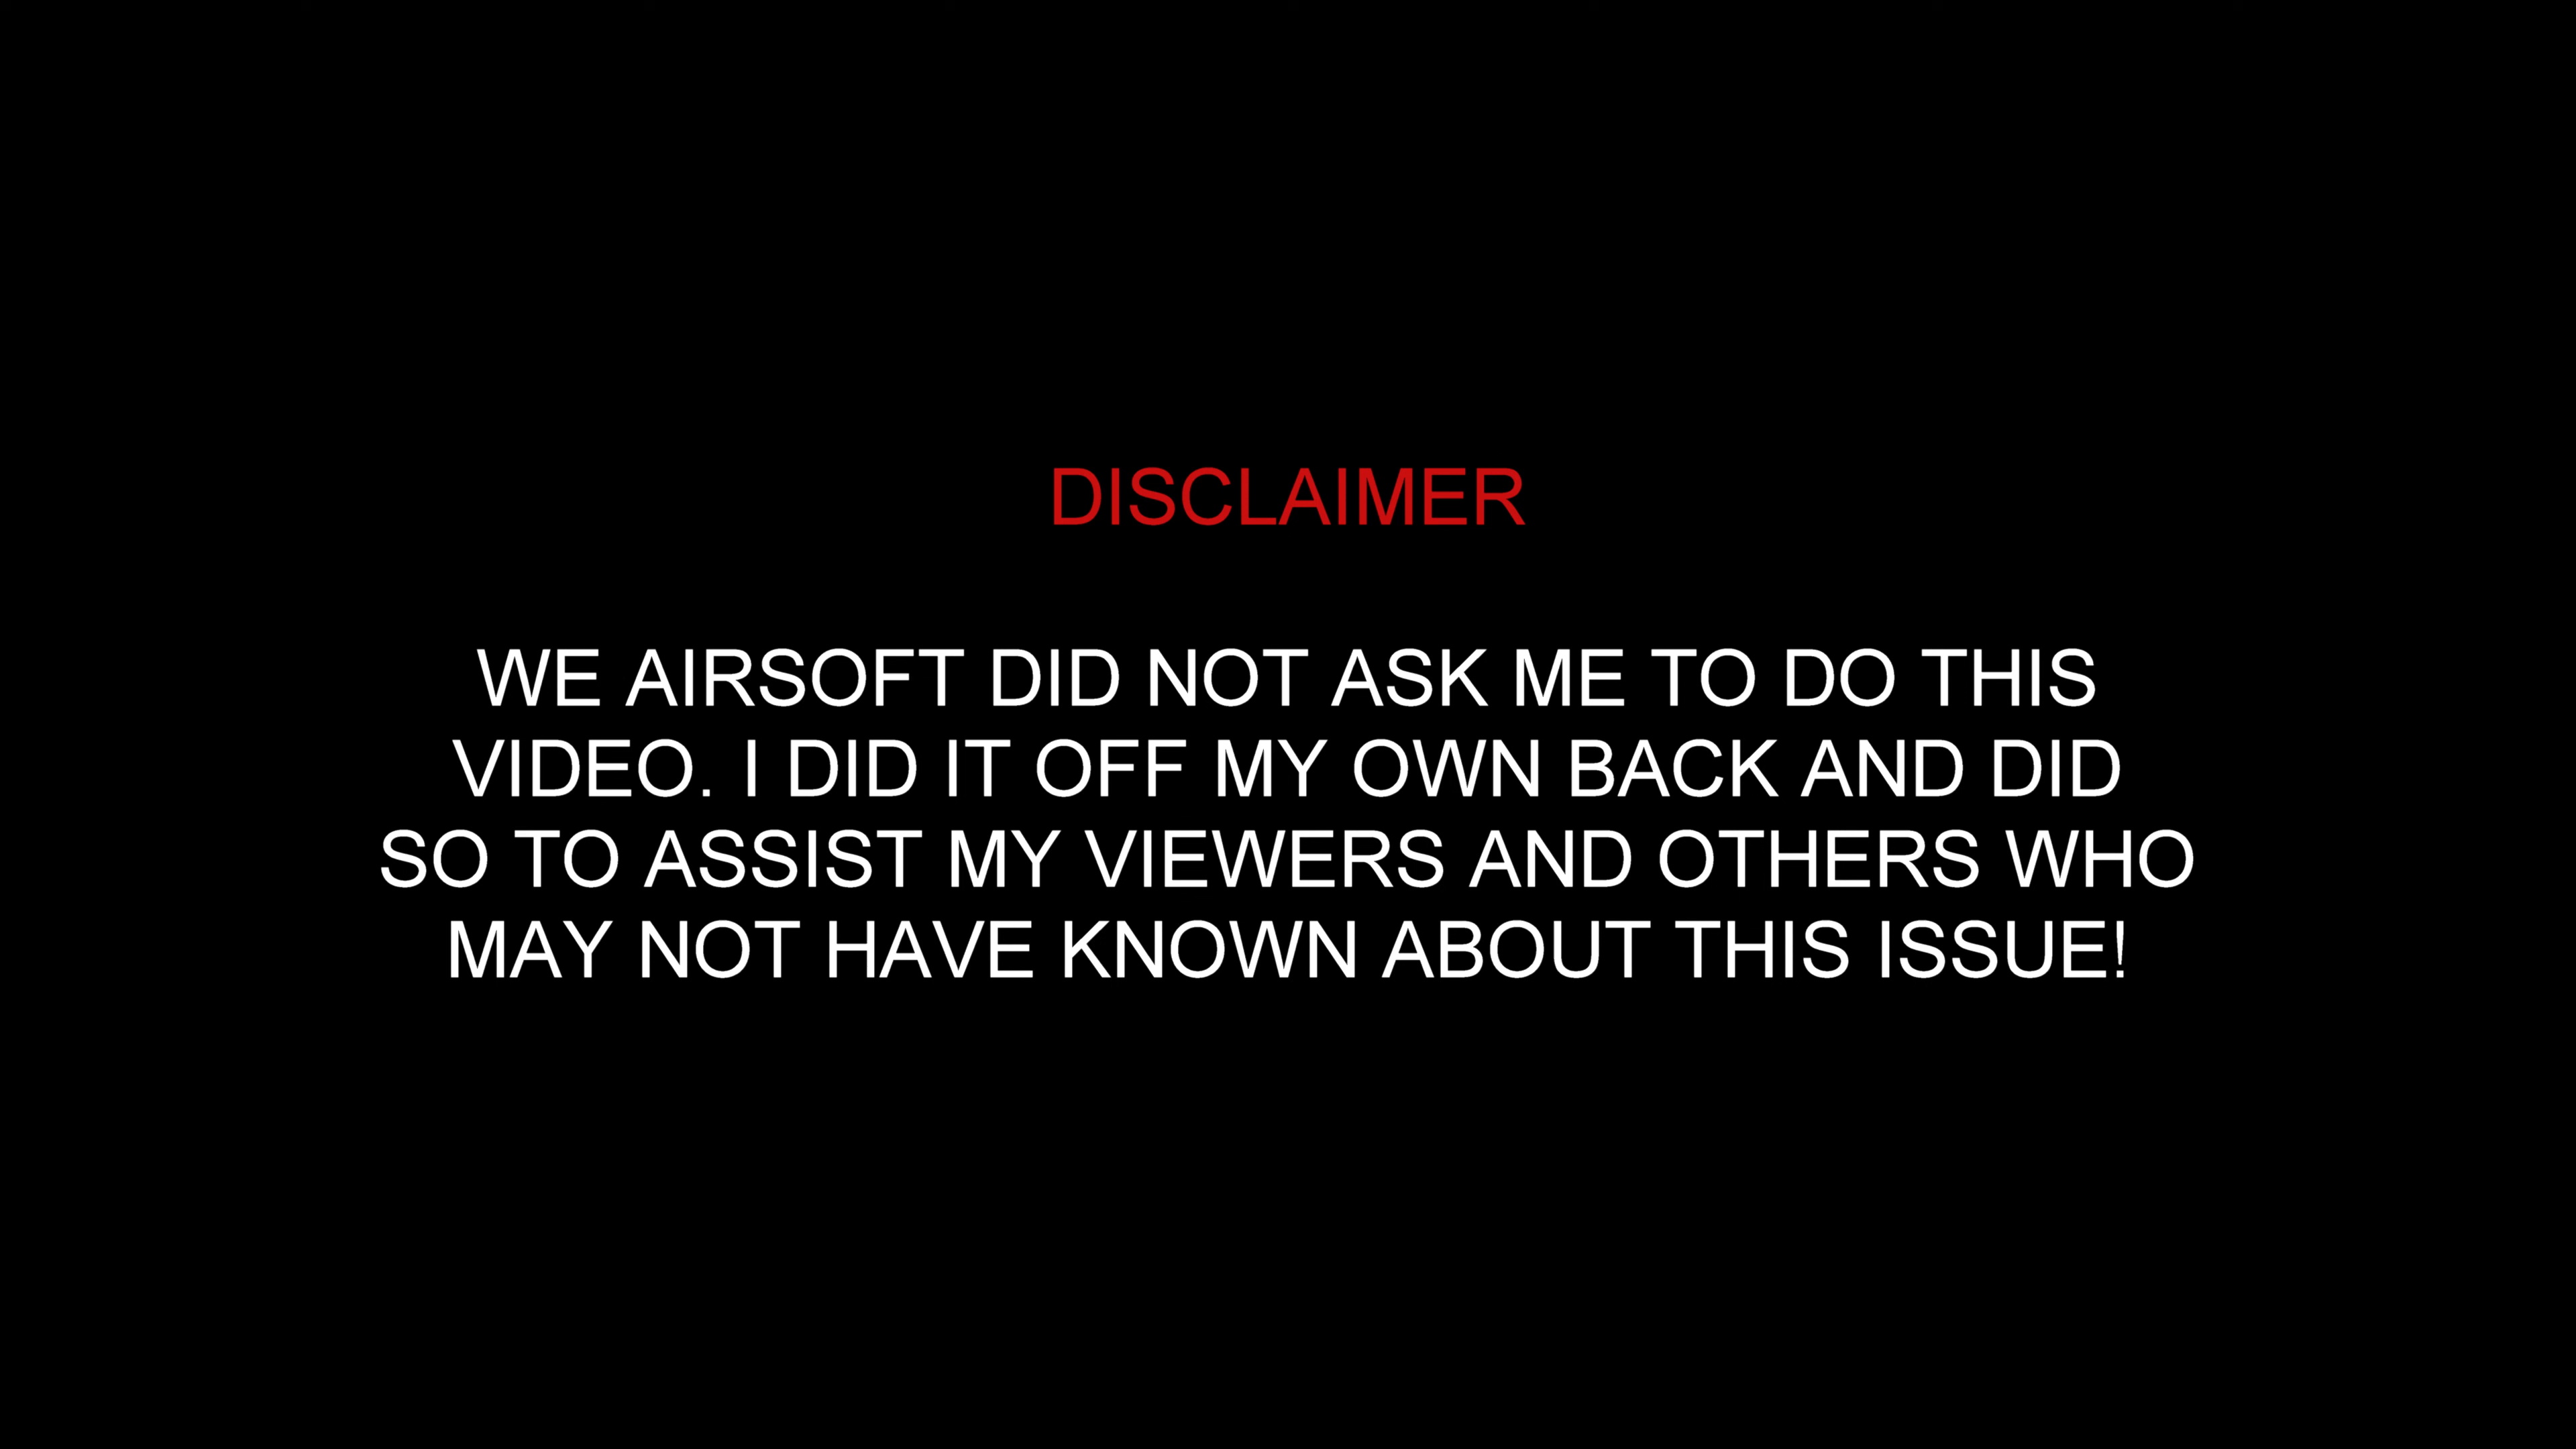 DISCLAIMER
WE AIRSOFT DID NOT ASK ME TO DO THIS
VIDEO. I DID IT OFF MY OWN BACK AND DID
SO TO ASSIST MY VIEWERS AND OTHERS WHO
MAY NOT HAVE KNOWN ABOUT THIS ISSUE!